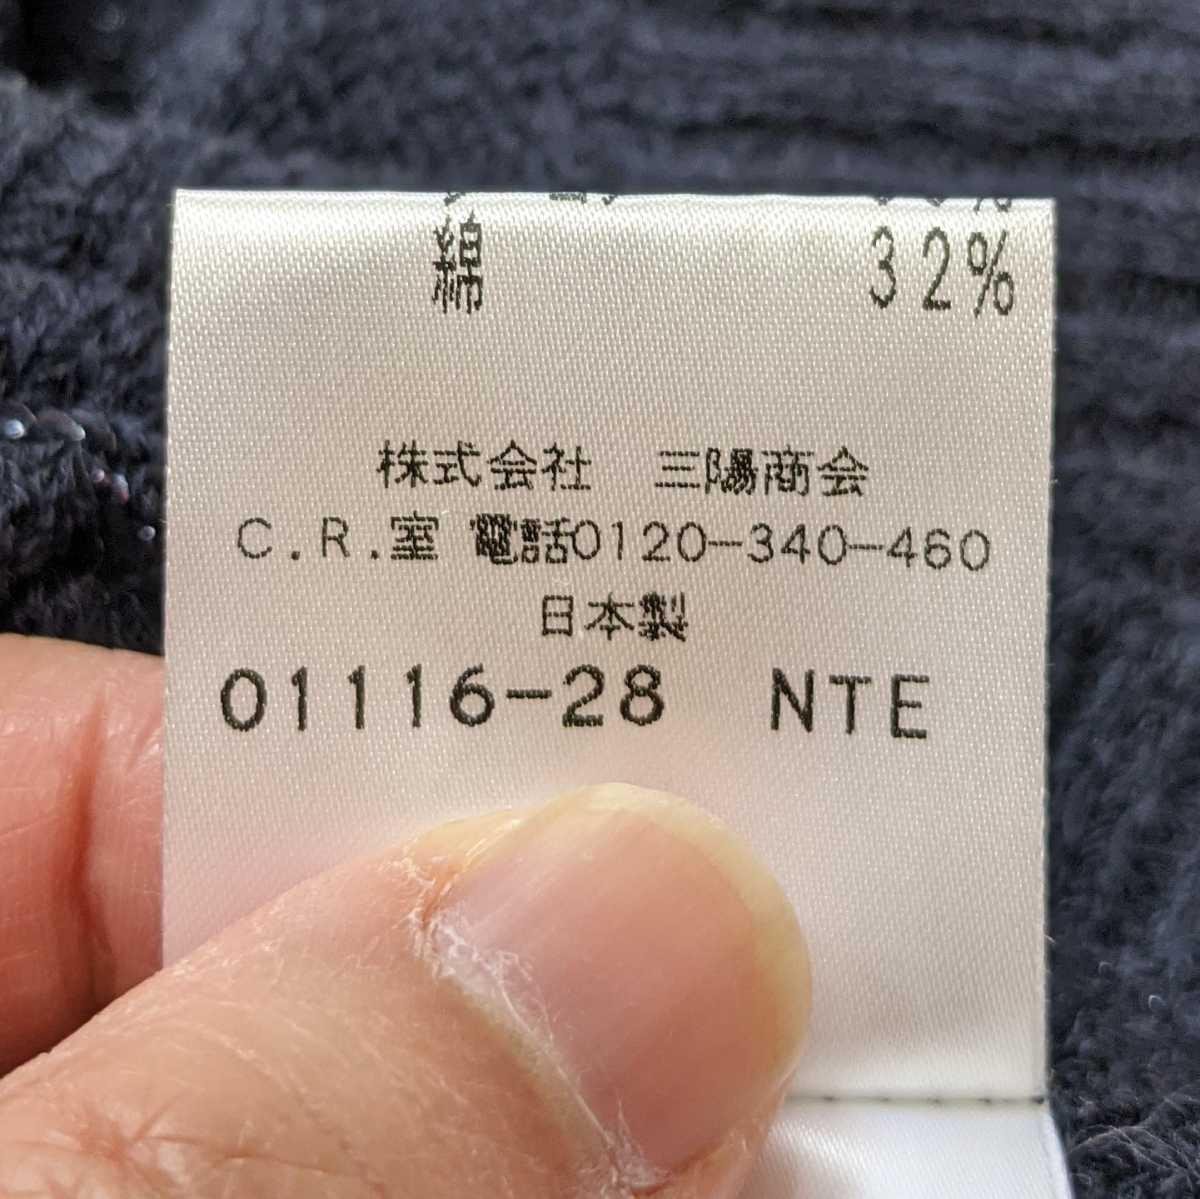 綿 32%
株式会社 三陽商会
C.R.室 電話0120-340-460
日本製
01116-28 NTE